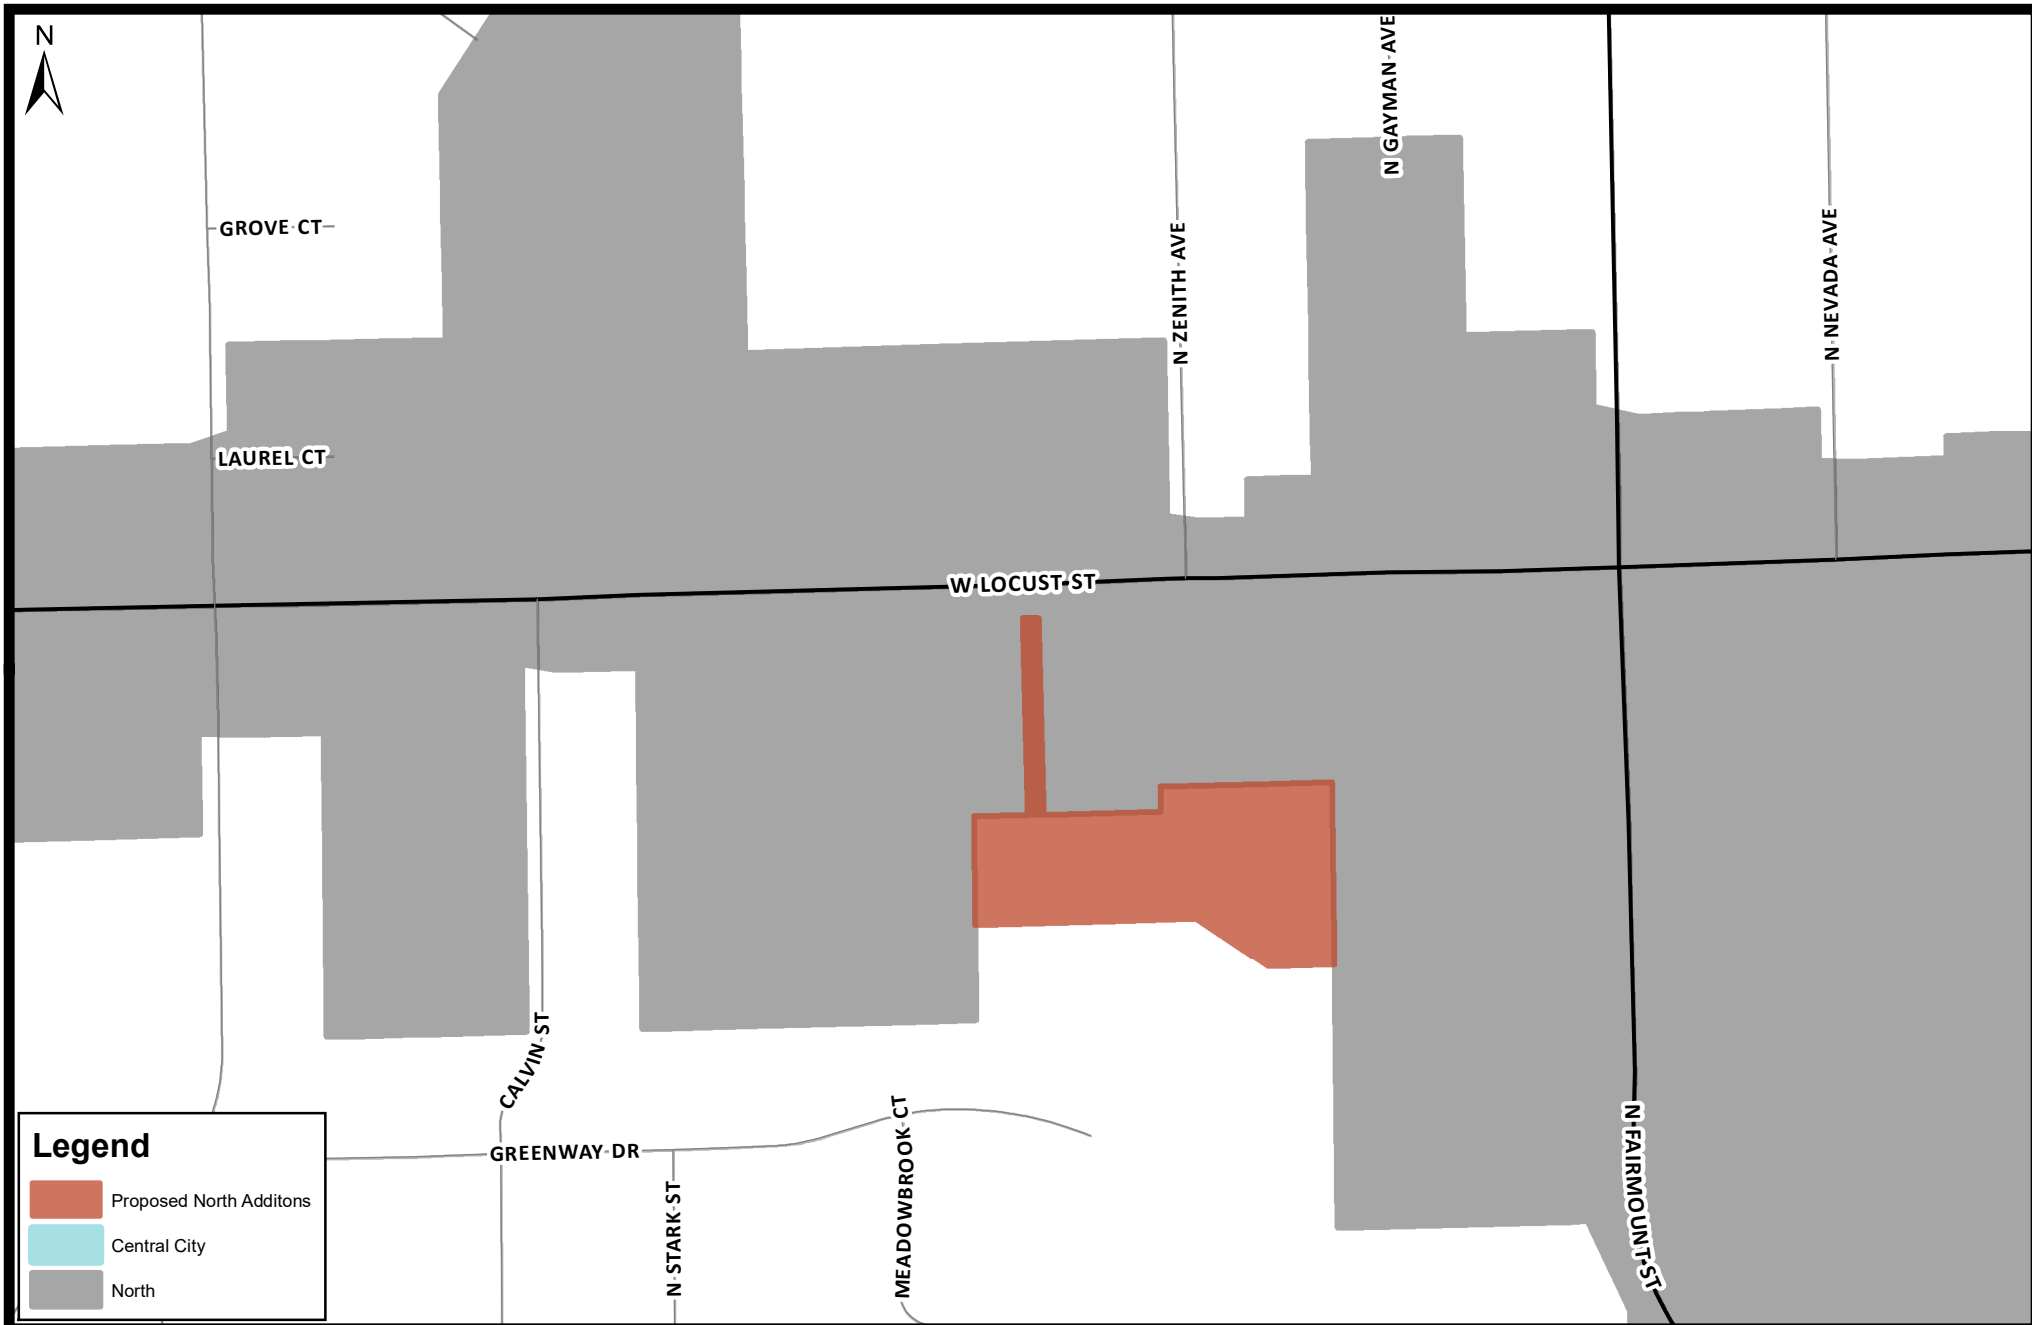 N
N GAYMAN AVE
GROVE CT
N ZENITH AVE
N NEVADA AVE
LAUREL CT
W LOCUST ST
CALVIN ST
GREENWAY DR
N STARK ST
MEADOWBROOK CT
N FAIRMOUNT ST
Legend
Proposed North Additons
Central City
North